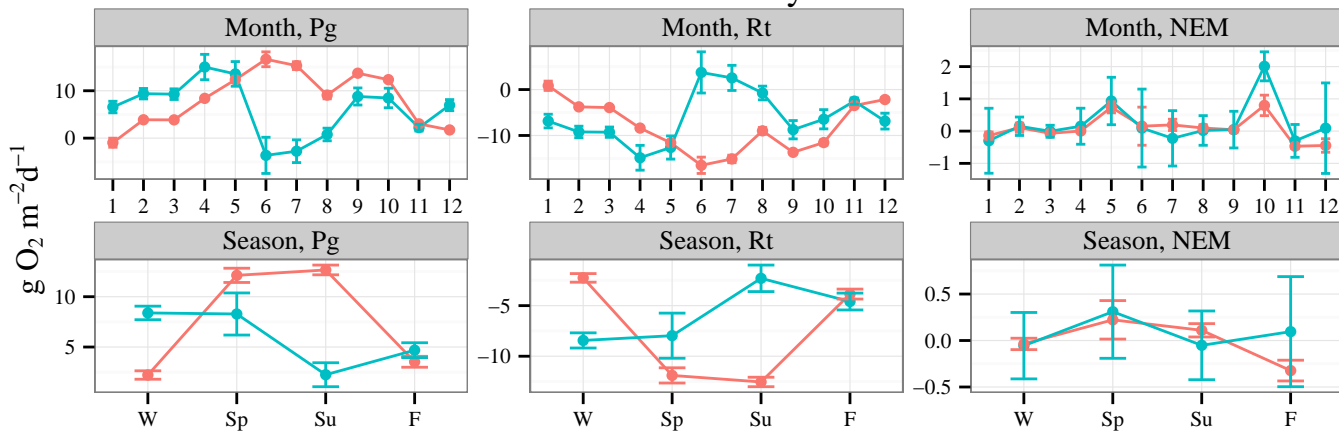 Month, Pg
Month, Rt
Month, NEM
10
0
0
−10
2
1
0
−1
1 2 3 4 5 6 7 8 9 10 11 12
1 2 3 4 5 6 7 8 9 10 11 12
1 2 3 4 5 6 7 8 9 10 11 12
g O₂ m⁻²d⁻¹
Season, Pg
Season, Rt
Season, NEM
10
5
−5
−10
0.5
0.0
−0.5
W Sp Su F
W Sp Su F
W Sp Su F